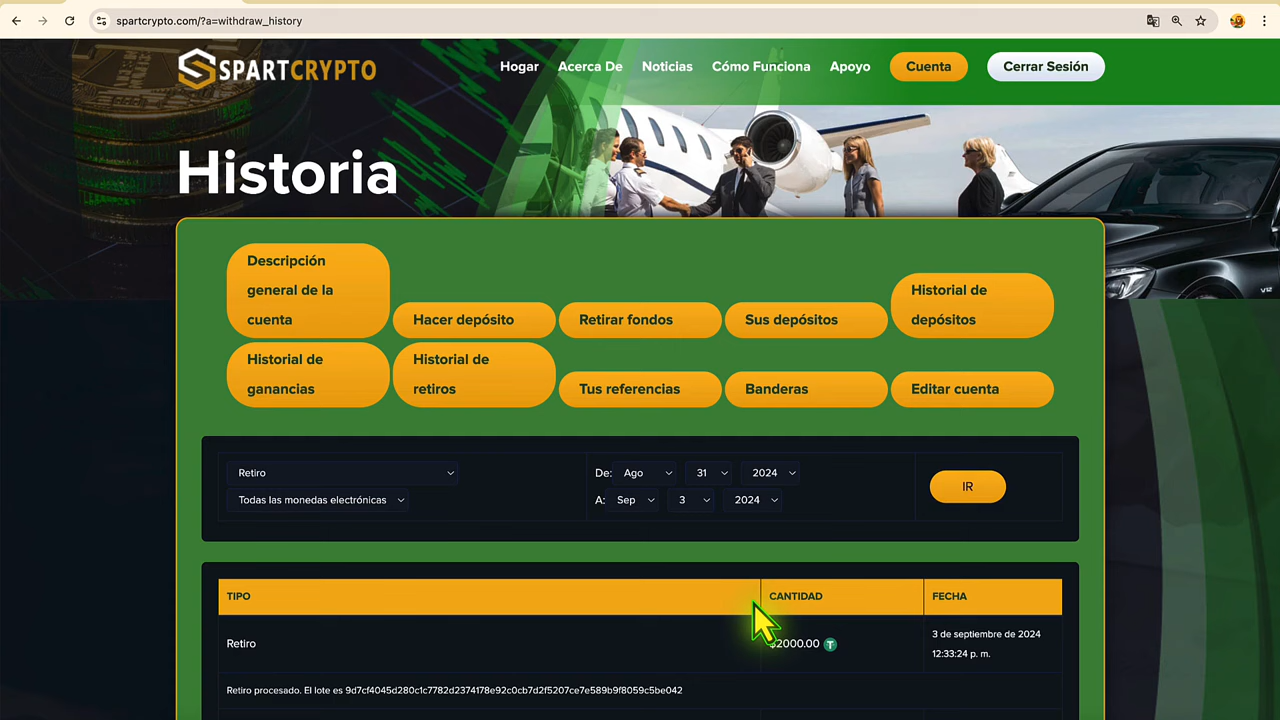 spartcrypto.com/?a=withdraw_history
SPARTCRYPTO
Hogar Acerca De Noticias Cómo Funciona Apoyo Cuenta Cerrar Sesión
Historia
V12
Descripción
general de la
cuenta
Hacer depósito
Retirar fondos
Sus depósitos
Historial de
depósitos
Historial de
ganancias
Historial de
retiros
Tus referencias
Banderas
Editar cuenta
Retiro
Todas las monedas electrónicas
De: Ago 31 2024
A: Sep 3 2024
IR
TIPO CANTIDAD FECHA
Retiro $2000.00 T
3 de septiembre de 2024
12:33:24 p. m.
Retiro procesado. El lote es 9d7cf4045d280c1c7782d2374178e92c0cb7d2f5207ce7e589b9f8059c5be042